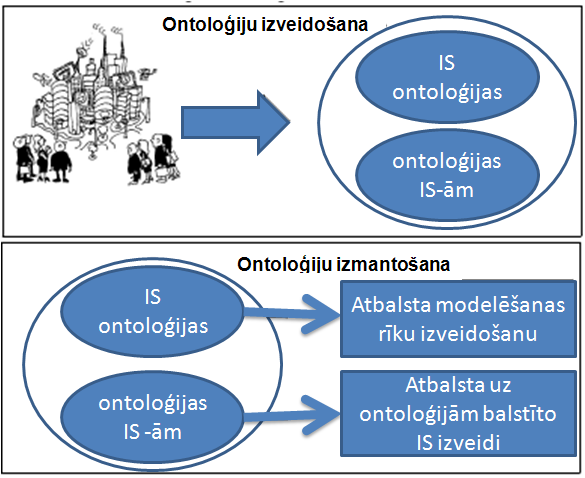 Ontoloģiju izveidošana
IS
ontoloģijas
ontoloģijas
IS-ām
Ontoloģiju izmantošana
IS
ontoloģijas
Atbalsta modelēšanas
rīku izveidošanu
ontoloģijas
IS -ām
Atbalsta uz
ontoloģijām balstīto
IS izveidi